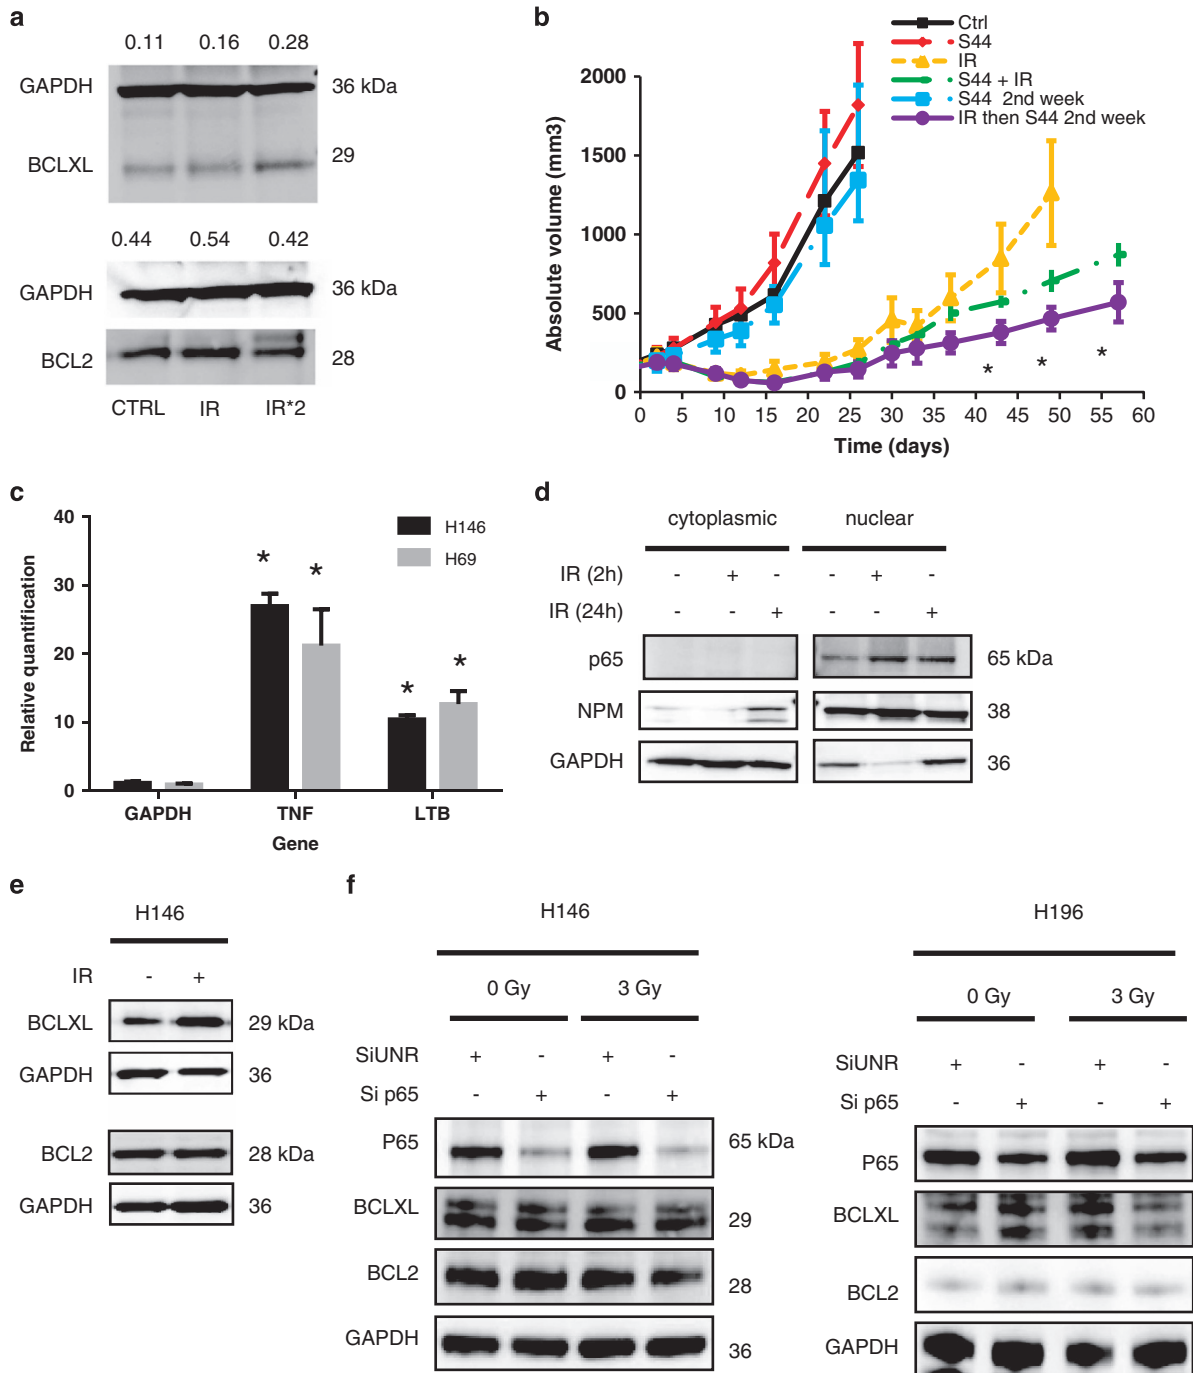 a
0.11 0.16 0.28
GAPDH 36 kDa
BCLXL 29
0.44 0.54 0.42
GAPDH 36 kDa
BCL2 28
CTRL IR IR*2
b
Ctrl
S44
IR
S44 + IR
S44 2nd week
IR then S44 2nd week
Absolute volume (mm3)
2000
1500
1000
500
0
* * *
0 5 10 15 20 25 30 35 40 45 50 55 60
Time (days)
c
H146
H69
Relative quantification
40
30
20
10
0
* * * *
GAPDH TNF LTB
Gene
d
cytoplasmic nuclear
IR (2h) - + - - + -
IR (24h) - - + - - +
p65 65 kDa
NPM 38
GAPDH 36
e
H146
IR - +
BCLXL 29 kDa
GAPDH 36
BCL2 28 kDa
GAPDH 36
f
H146
0 Gy 3 Gy
SiUNR + - + -
Si p65 - + - +
P65 65 kDa
BCLXL 29
BCL2 28
GAPDH 36
H196
0 Gy 3 Gy
SiUNR + - + -
Si p65 - + - +
P65
BCLXL
BCL2
GAPDH